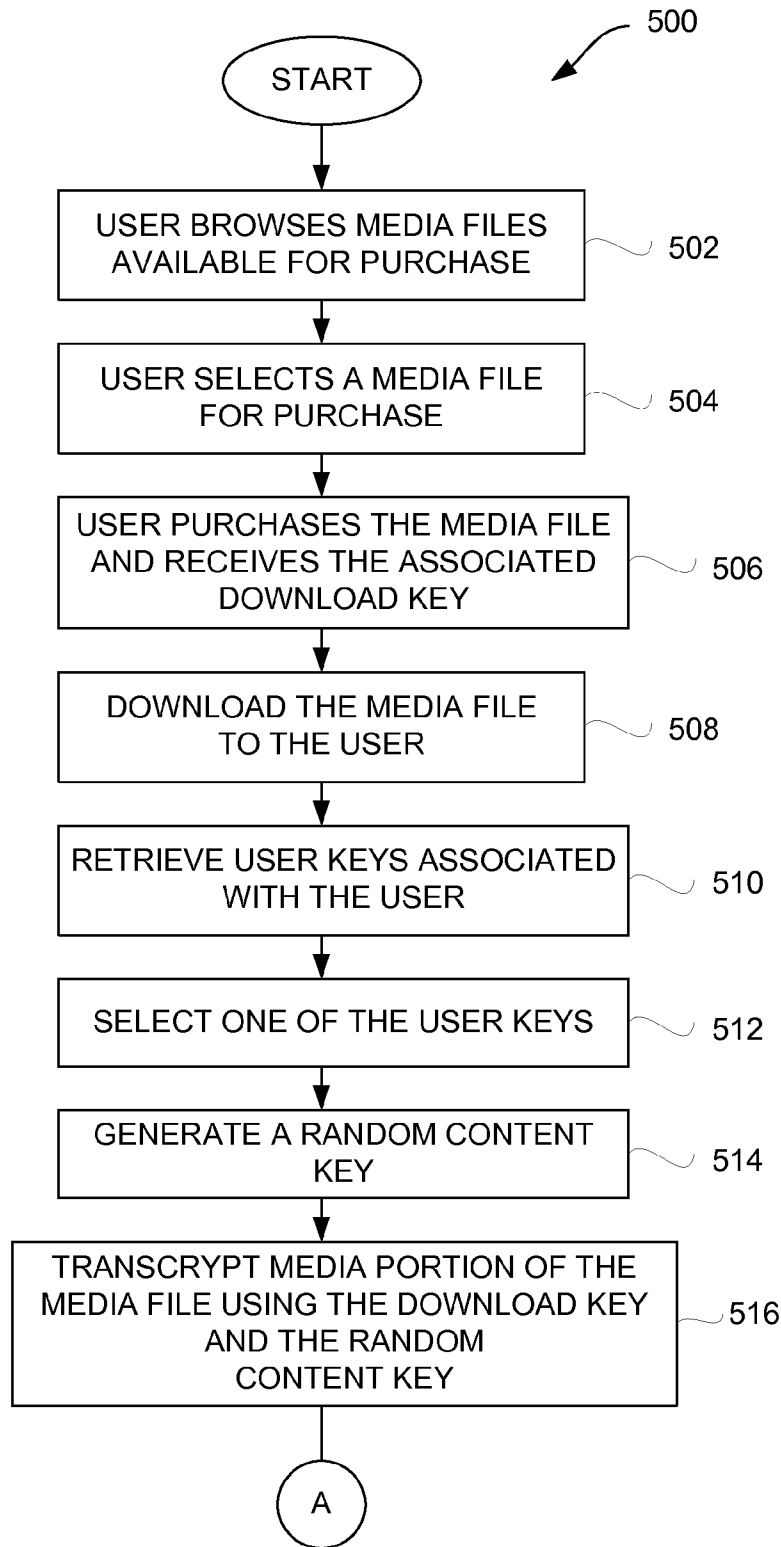 500
START
USER BROWSES MEDIA FILES
AVAILABLE FOR PURCHASE
502
USER SELECTS A MEDIA FILE
FOR PURCHASE
504
USER PURCHASES THE MEDIA FILE
AND RECEIVES THE ASSOCIATED
DOWNLOAD KEY
506
DOWNLOAD THE MEDIA FILE
TO THE USER
508
RETRIEVE USER KEYS ASSOCIATED
WITH THE USER
510
SELECT ONE OF THE USER KEYS
512
GENERATE A RANDOM CONTENT
KEY
514
TRANSCRYPT MEDIA PORTION OF THE
MEDIA FILE USING THE DOWNLOAD KEY
AND THE RANDOM
CONTENT KEY
516
A